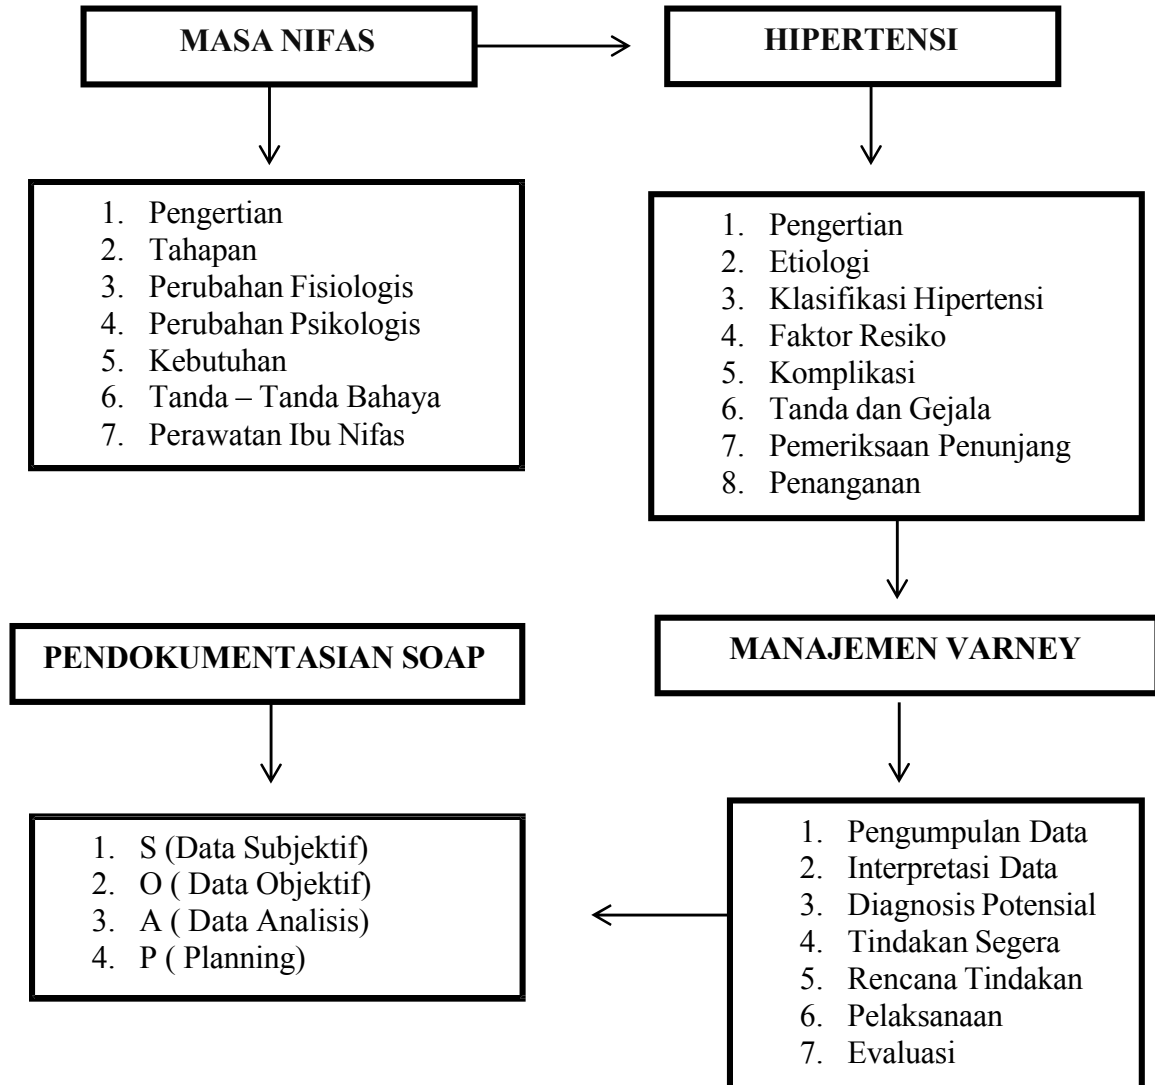 MASA NIFAS
HIPERTENSI
1. Pengertian
2. Tahapan
3. Perubahan Fisiologis
4. Perubahan Psikologis
5. Kebutuhan
6. Tanda – Tanda Bahaya
7. Perawatan Ibu Nifas
1. Pengertian
2. Etiologi
3. Klasifikasi Hipertensi
4. Faktor Resiko
5. Komplikasi
6. Tanda dan Gejala
7. Pemeriksaan Penunjang
8. Penanganan
MANAJEMEN VARNEY
1. Pengumpulan Data
2. Interpretasi Data
3. Diagnosis Potensial
4. Tindakan Segera
5. Rencana Tindakan
6. Pelaksanaan
7. Evaluasi
PENDOKUMENTASIAN SOAP
1. S (Data Subjektif)
2. O ( Data Objektif)
3. A ( Data Analisis)
4. P ( Planning)